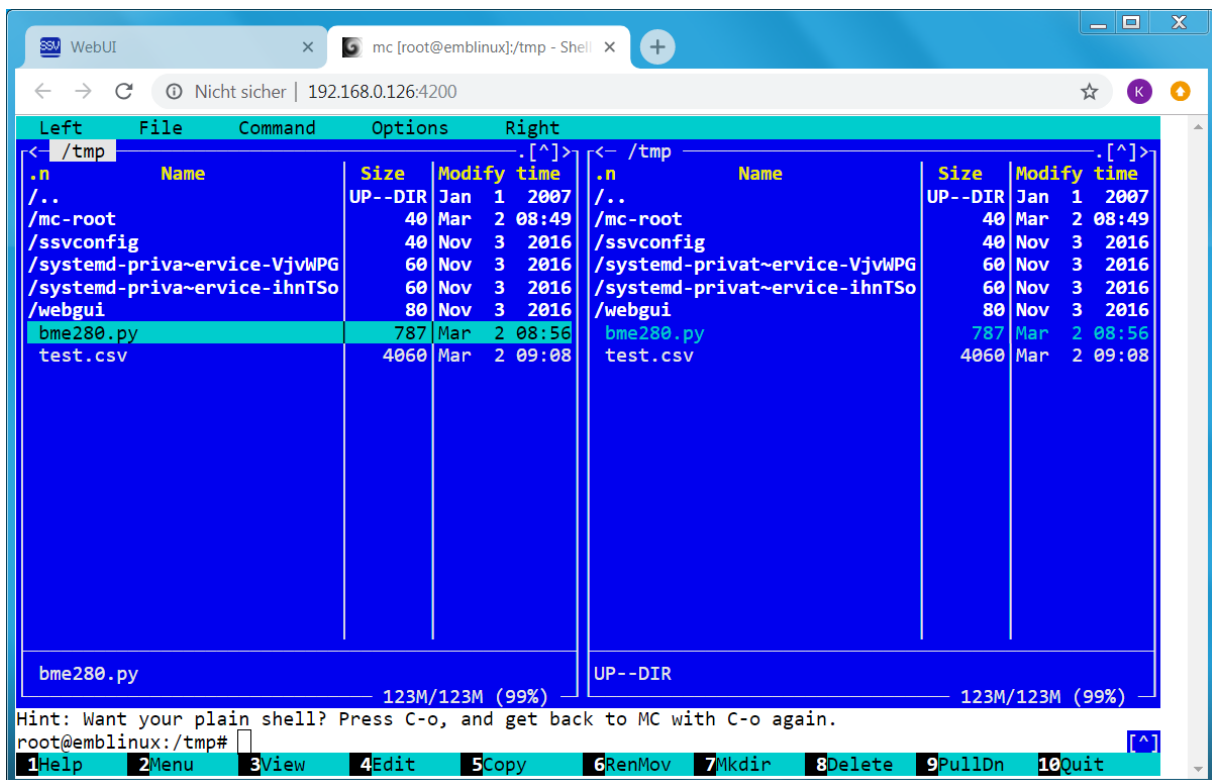 SSV WebUI × mc [root@emblinux]:/tmp - Shell × +
Nicht sicher | 192.168.0.126:4200 K
Left File Command Options Right
<─ /tmp ─.[^]>┐┌<─ /tmp ─.[^]>
.n Name Size Modify time .n Name Size Modify time
/.. UP--DIR Jan 1 2007 /.. UP--DIR Jan 1 2007
/mc-root 40 Mar 2 08:49 /mc-root 40 Mar 2 08:49
/ssvconfig 40 Nov 3 2016 /ssvconfig 40 Nov 3 2016
/systemd-priva~ervice-VjvWPG 60 Nov 3 2016 /systemd-privat~ervice-VjvWPG 60 Nov 3 2016
/systemd-priva~ervice-ihnTSo 60 Nov 3 2016 /systemd-privat~ervice-ihnTSo 60 Nov 3 2016
/webgui 80 Nov 3 2016 /webgui 80 Nov 3 2016
bme280.py 787 Mar 2 08:56 bme280.py 787 Mar 2 08:56
test.csv 4060 Mar 2 09:08 test.csv 4060 Mar 2 09:08
bme280.py UP--DIR
123M/123M (99%) 123M/123M (99%)
Hint: Want your plain shell? Press C-o, and get back to MC with C-o again.
root@emblinux:/tmp# [^]
1Help 2Menu 3View 4Edit 5Copy 6RenMov 7Mkdir 8Delete 9PullDn 10Quit